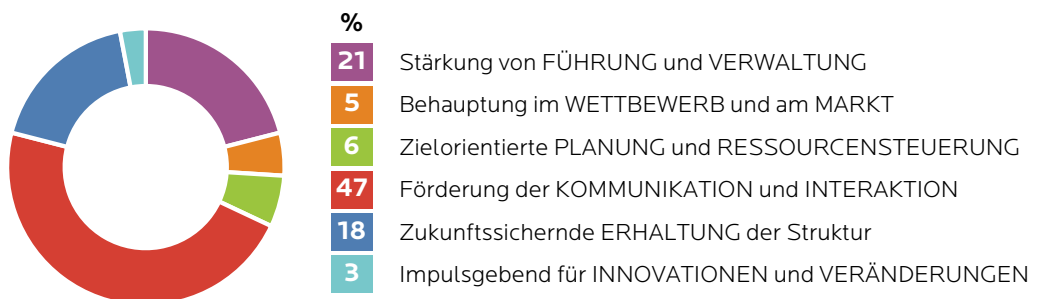 %
21 Stärkung von FÜHRUNG und VERWALTUNG
5 Behauptung im WETTBEWERB und am MARKT
6 Zielorientierte PLANUNG und RESSOURCENSTEUERUNG
47 Förderung der KOMMUNIKATION und INTERAKTION
18 Zukunftssichernde ERHALTUNG der Struktur
3 Impulsgebend für INNOVATIONEN und VERÄNDERUNGEN